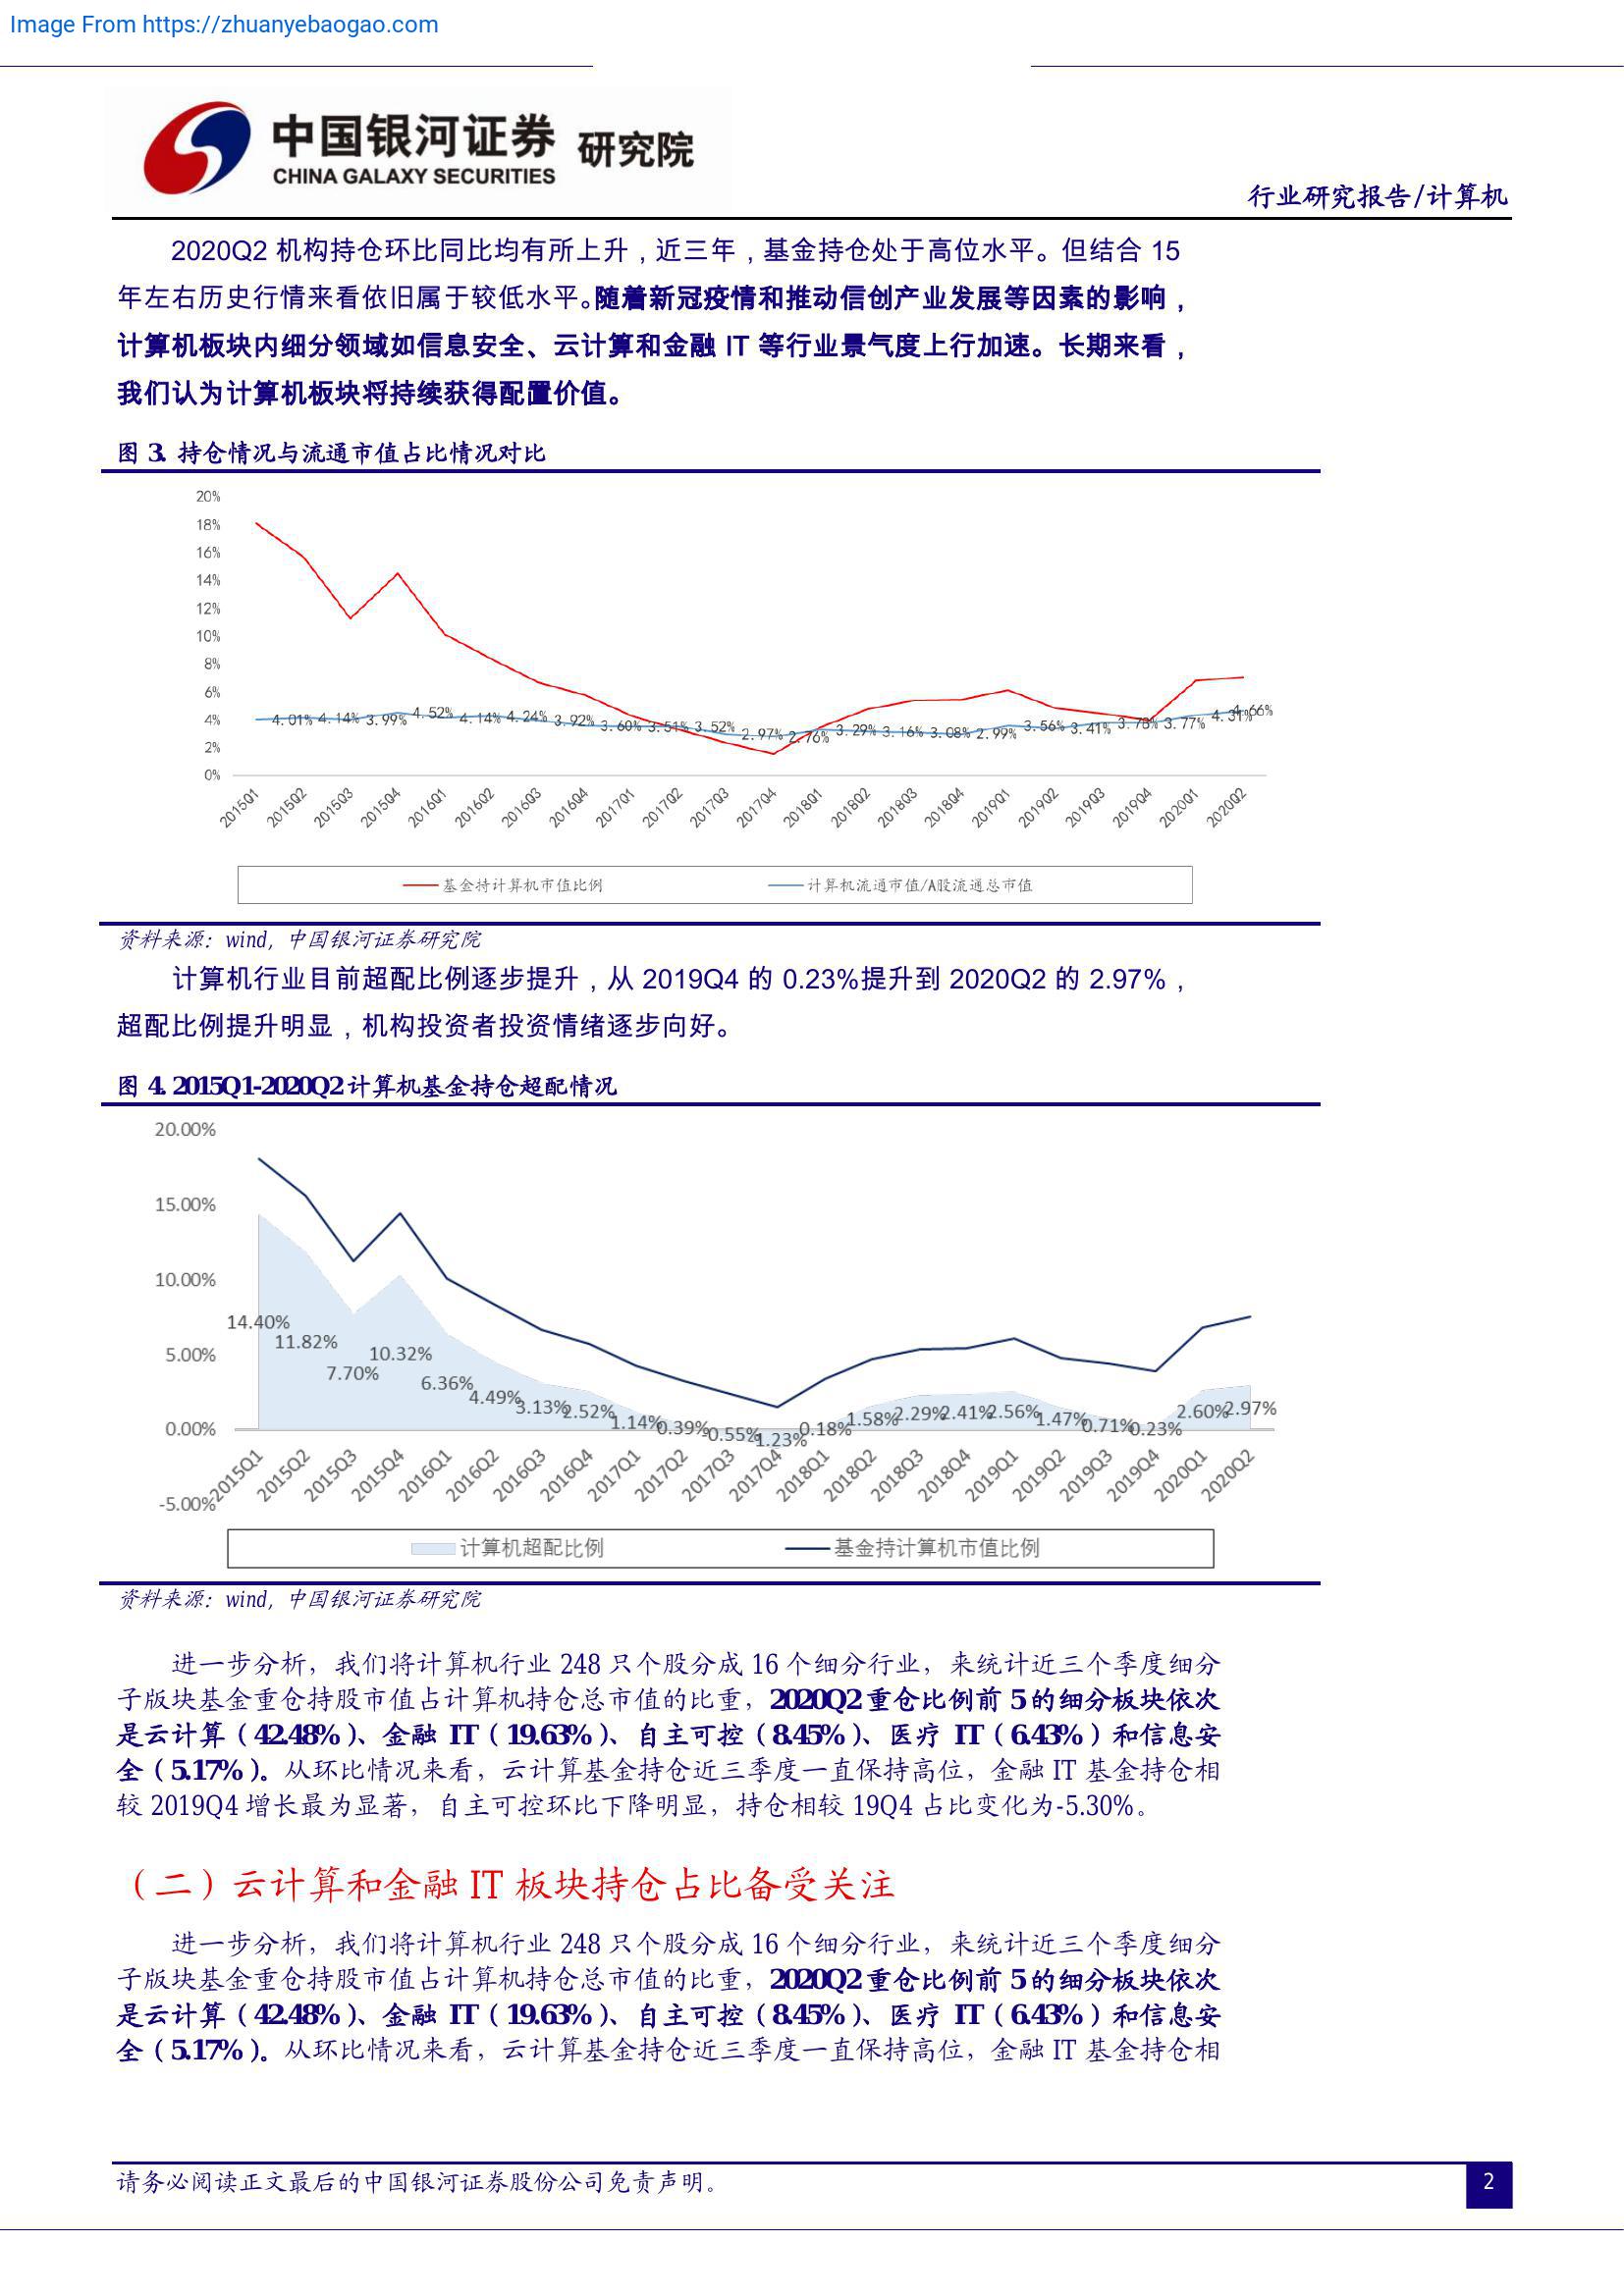 Image From https://zhuanyebaogao.com
中国银河证券 研究院
CHINA GALAXY SECURITIES
行业研究报告/计算机
2020Q2 机构持仓环比同比均有所上升，近三年，基金持仓处于高位水平。但结合 15
年左右历史行情来看依旧属于较低水平。随着新冠疫情和推动信创产业发展等因素的影响，
计算机板块内细分领域如信息安全、云计算和金融 IT 等行业景气度上行加速。长期来看，
我们认为计算机板块将持续获得配置价值。
图 3. 持仓情况与流通市值占比情况对比
20%
18%
16%
14%
12%
10%
8%
6%
4%
2%
0%
4.01% 4.14% 3.99% 4.52% 4.14% 4.24% 3.92% 3.60% 3.51% 3.52% 2.97% 2.76% 3.29% 3.16% 3.08% 2.99% 3.56% 3.41% 3.78% 3.77% 4.31% 4.66%
2015Q1 2015Q2 2015Q3 2015Q4 2016Q1 2016Q2 2016Q3 2016Q4 2017Q1 2017Q2 2017Q3 2017Q4 2018Q1 2018Q2 2018Q3 2018Q4 2019Q1 2019Q2 2019Q3 2019Q4 2020Q1 2020Q2
基金持计算机市值比例 计算机流通市值/A股流通总市值
资料来源：wind，中国银河证券研究院
计算机行业目前超配比例逐步提升，从 2019Q4 的 0.23%提升到 2020Q2 的 2.97%，
超配比例提升明显，机构投资者投资情绪逐步向好。
图 4. 2015Q1-2020Q2 计算机基金持仓超配情况
20.00%
15.00%
10.00%
5.00%
0.00%
-5.00%
14.40% 11.82% 7.70% 10.32% 6.36% 4.49% 3.13% 2.52% 1.14% 0.39% -0.55% -1.23% 0.18% 1.58% 2.29% 2.41% 2.56% 1.47% 0.71% 0.23% 2.60% 2.97%
2015Q1 2015Q2 2015Q3 2015Q4 2016Q1 2016Q2 2016Q3 2016Q4 2017Q1 2017Q2 2017Q3 2017Q4 2018Q1 2018Q2 2018Q3 2018Q4 2019Q1 2019Q2 2019Q3 2019Q4 2020Q1 2020Q2
计算机超配比例 基金持计算机市值比例
资料来源：wind，中国银河证券研究院
进一步分析，我们将计算机行业 248 只个股分成 16 个细分行业，来统计近三个季度细分
子版块基金重仓持股市值占计算机持仓总市值的比重，2020Q2 重仓比例前 5 的细分板块依次
是云计算（42.48%）、金融 IT（19.63%）、自主可控（8.45%）、医疗 IT（6.43%）和信息安
全（5.17%）。从环比情况来看，云计算基金持仓近三季度一直保持高位，金融 IT 基金持仓相
较 2019Q4 增长最为显著，自主可控环比下降明显，持仓相较 19Q4 占比变化为-5.30%。
（二）云计算和金融 IT 板块持仓占比备受关注
进一步分析，我们将计算机行业 248 只个股分成 16 个细分行业，来统计近三个季度细分
子版块基金重仓持股市值占计算机持仓总市值的比重，2020Q2 重仓比例前 5 的细分板块依次
是云计算（42.48%）、金融 IT（19.63%）、自主可控（8.45%）、医疗 IT（6.43%）和信息安
全（5.17%）。从环比情况来看，云计算基金持仓近三季度一直保持高位，金融 IT 基金持仓相
请务必阅读正文最后的中国银河证券股份公司免责声明。
2